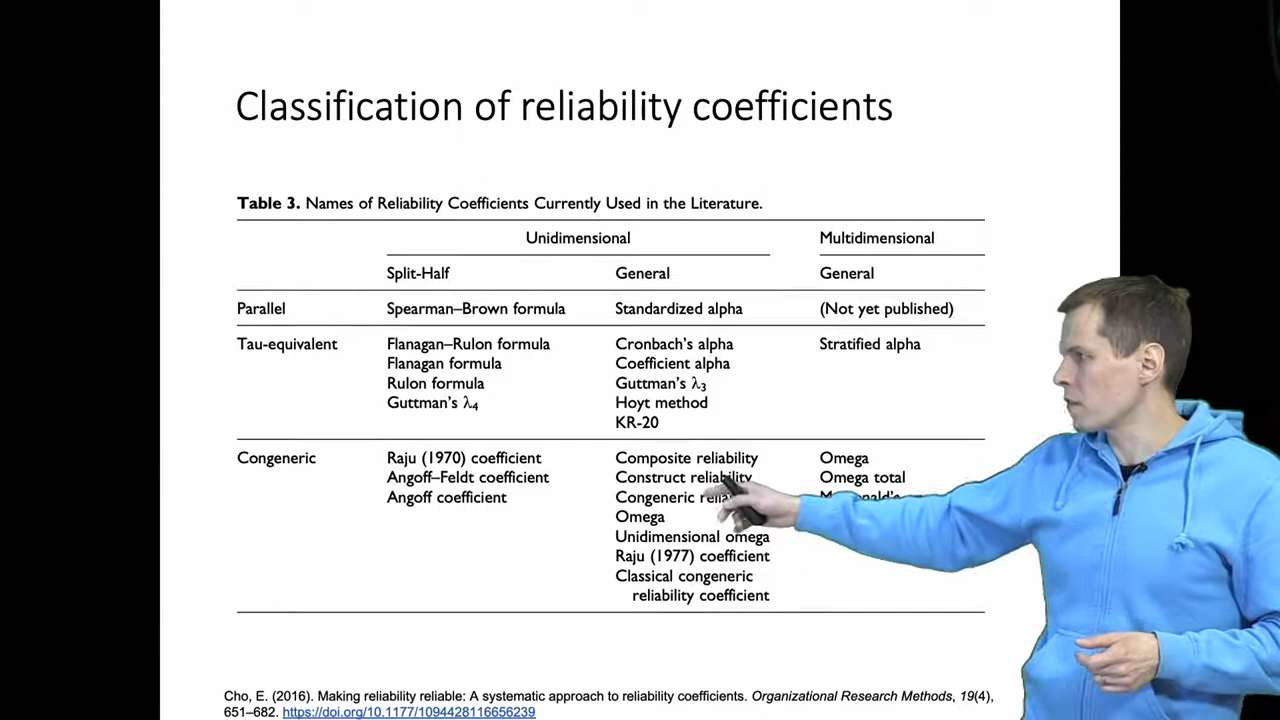 Classification of reliability coefficients
Table 3. Names of Reliability Coefficients Currently Used in the Literature.
Unidimensional Multidimensional
Split-Half General General
Parallel Spearman–Brown formula Standardized alpha (Not yet published)
Tau-equivalent Flanagan–Rulon formula Cronbach's alpha Stratified alpha
Flanagan formula Coefficient alpha
Rulon formula Guttman's λ3
Guttman's λ4 Hoyt method
KR-20
Congeneric Raju (1970) coefficient Composite reliability Omega
Angoff–Feldt coefficient Construct reliability Omega total
Angoff coefficient Congeneric
Omega
Unidimensional omega
Raju (1977) coefficient
Classical congeneric
reliability coefficient
Cho, E. (2016). Making reliability reliable: A systematic approach to reliability coefficients. Organizational Research Methods, 19(4),
651–682. https://doi.org/10.1177/1094428116656239